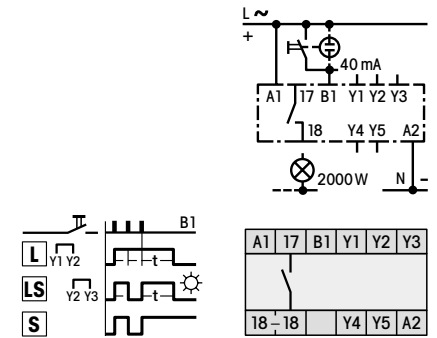 L ~
+
40 mA
A1 17 B1 Y1 Y2 Y3
18 Y4 Y5 A2
2000 W N –
B1
L Y1 Y2 t
LS Y2 Y3 t
S
A1 17 B1 Y1 Y2 Y3
18 – 18 Y4 Y5 A2